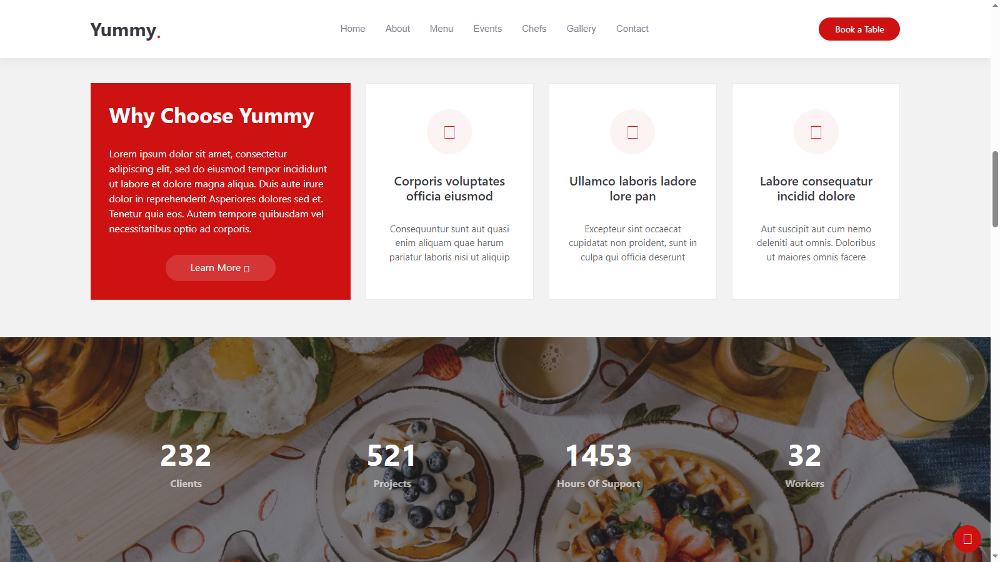 Yummy.
Home About Menu Events Chefs Gallery Contact
Book a Table
Why Choose Yummy
Lorem ipsum dolor sit amet, consectetur
adipiscing elit, sed do eiusmod tempor incididunt
ut labore et dolore magna aliqua. Duis aute irure
dolor in reprehenderit Asperiores dolores sed et.
Tenetur quia eos. Autem tempore quibusdam vel
necessitatibus optio ad corporis.
Learn More
Corporis voluptates
officia eiusmod
Consequuntur sunt aut quasi
enim aliquam quae harum
pariatur laboris nisi ut aliquip
Ullamco laboris ladore
lore pan
Excepteur sint occaecat
cupidatat non proident, sunt in
culpa qui officia deserunt
Labore consequatur
incidid dolore
Aut suscipit aut cum nemo
deleniti aut omnis. Doloribus
ut maiores omnis facere
232
Clients
521
Projects
1453
Hours Of Support
32
Workers